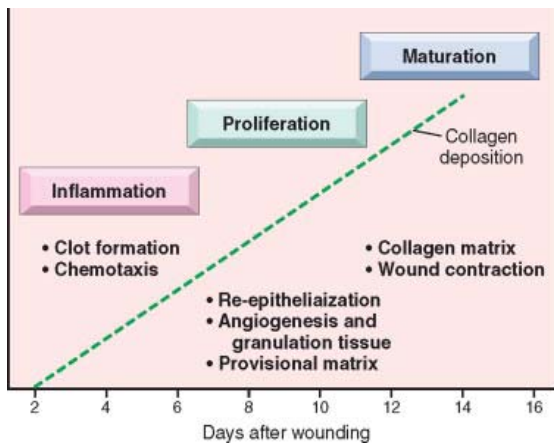 Maturation
Proliferation
Collagen
deposition
Inflammation
• Clot formation
• Chemotaxis
• Collagen matrix
• Wound contraction
• Re-epitheliaization
• Angiogenesis and
granulation tissue
• Provisional matrix
2 4 6 8 10 12 14 16
Days after wounding